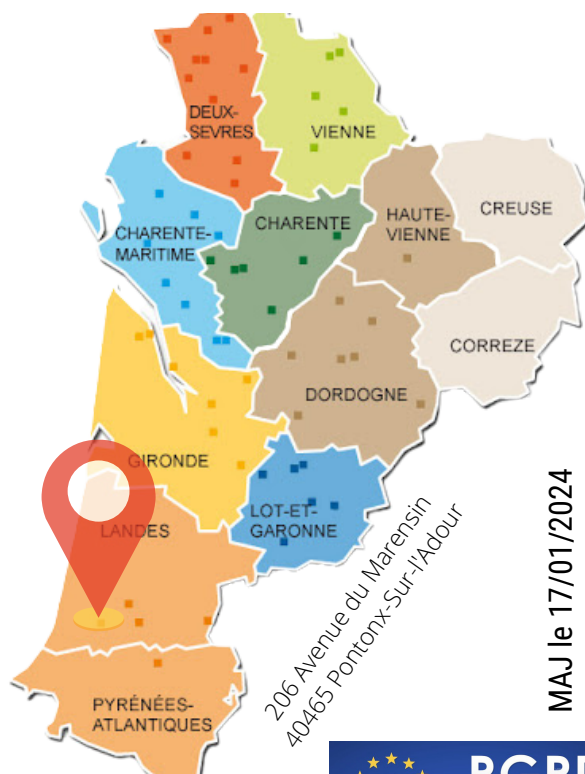 DEUX-
SEVRES
VIENNE
CHARENTE-
MARITIME
CHARENTE
HAUTE-
VIENNE
CREUSE
CORREZE
DORDOGNE
GIRONDE
LOT-ET-
GARONNE
LANDES
PYRÉNÉES-
ATLANTIQUES
206 Avenue du Marensin
40465 Pontonx-Sur-l'Adour
MAJ le 17/01/2024